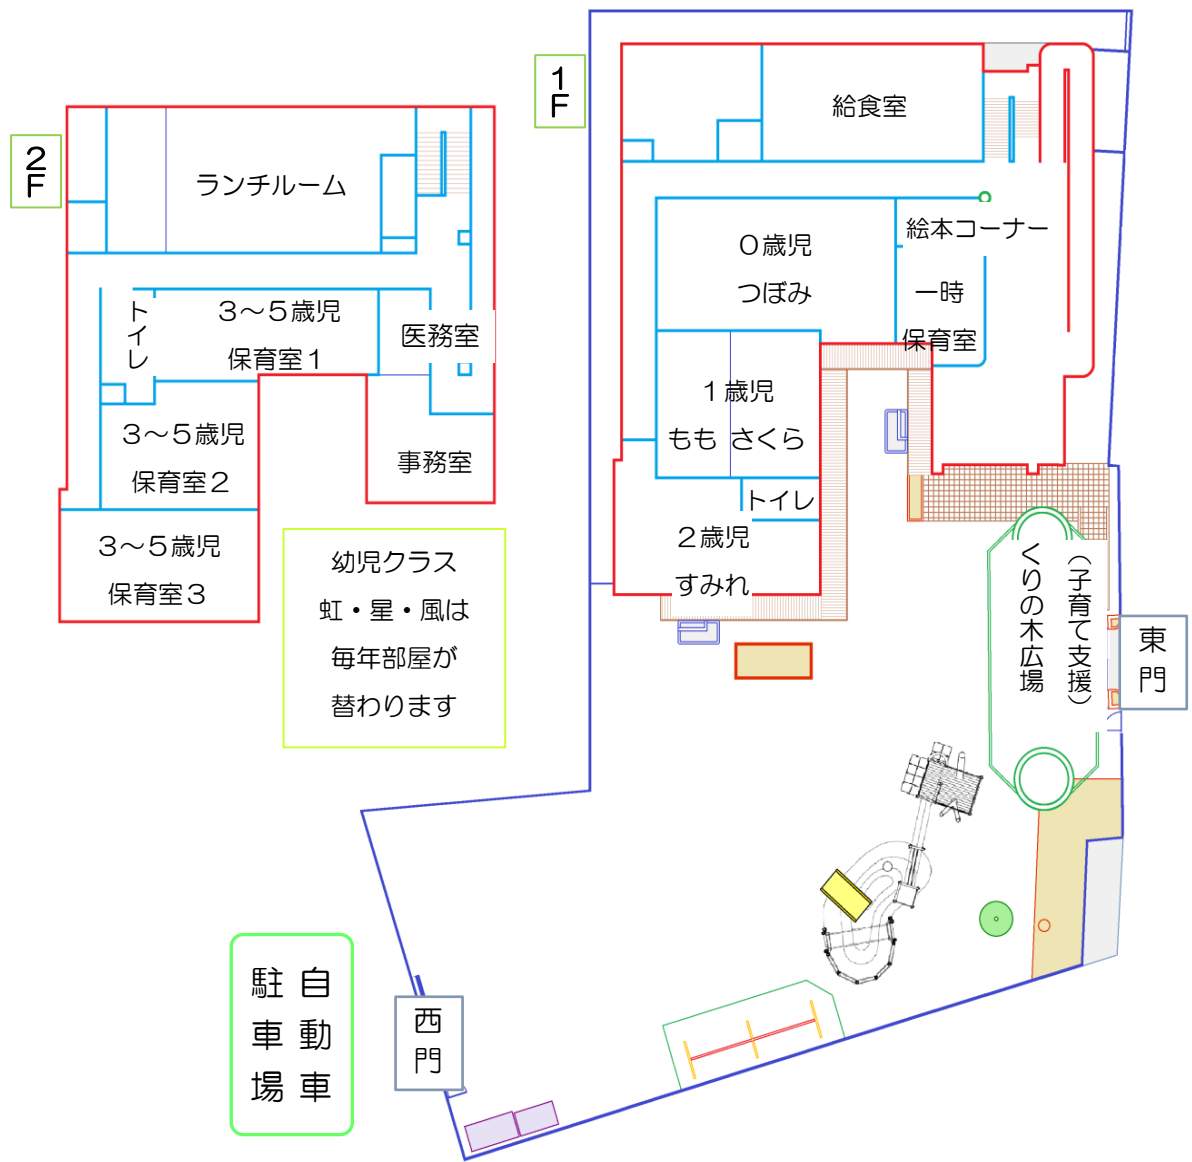 2F
ランチルーム
トイレ
3～5歳児
保育室1
医務室
3～5歳児
保育室2
事務室
3～5歳児
保育室3
幼児クラス
虹・星・風は
毎年部屋が
替わります
1F
給食室
0歳児
つぼみ
絵本コーナー
一時
保育室
1歳児
もも さくら
トイレ
2歳児
すみれ
(子育て支援)
くりの木広場
東門
自動車
駐車場
西門